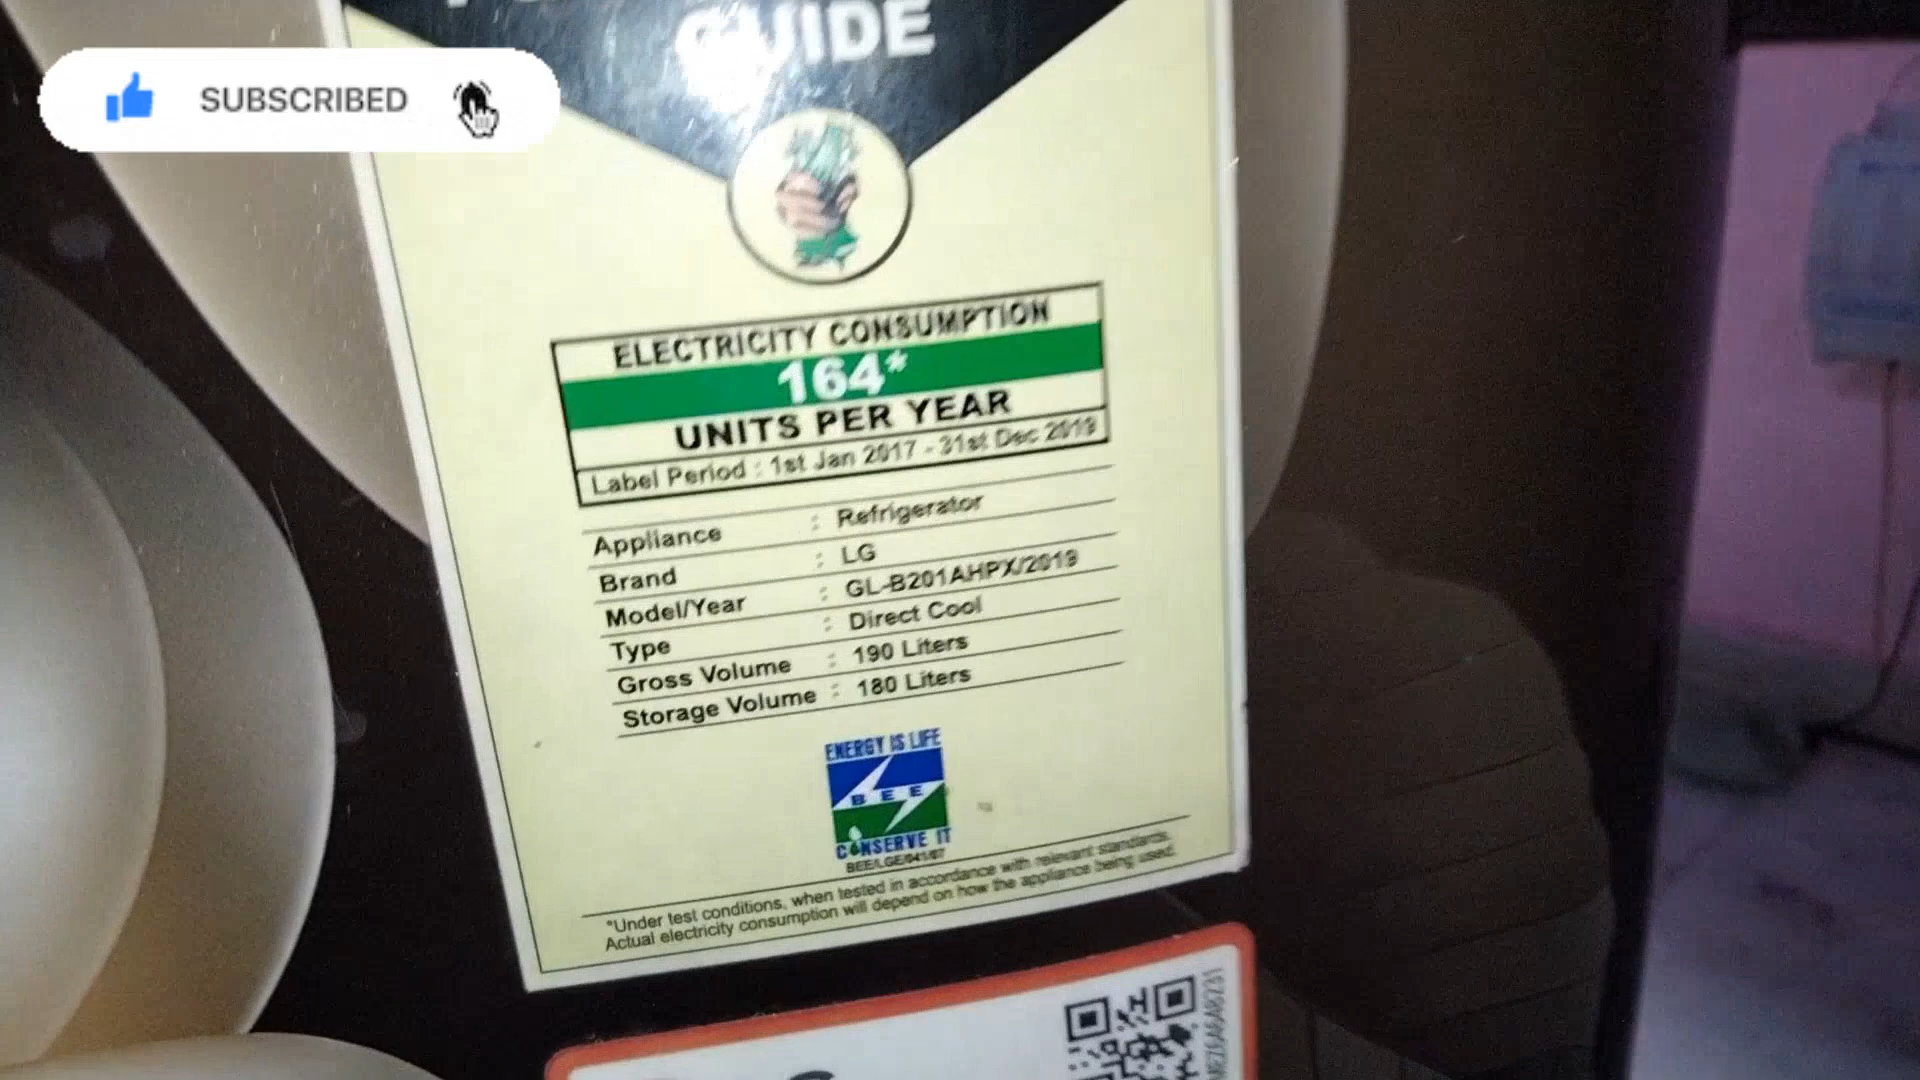 GUIDE
SUBSCRIBED
ELECTRICITY CONSUMPTION
164*
UNITS PER YEAR
Label Period : 1st Jan 2017 - 31st Dec 2019
Appliance : Refrigerator
Brand : LG
Model/Year : GL-B201AHPX/2019
Type : Direct Cool
Gross Volume : 190 Liters
Storage Volume : 180 Liters
ENERGY IS LIFE
BEE
CONSERVE IT
*Under test conditions, when tested in accordance with relevant standards.
Actual electricity consumption will depend on how the appliance being used.